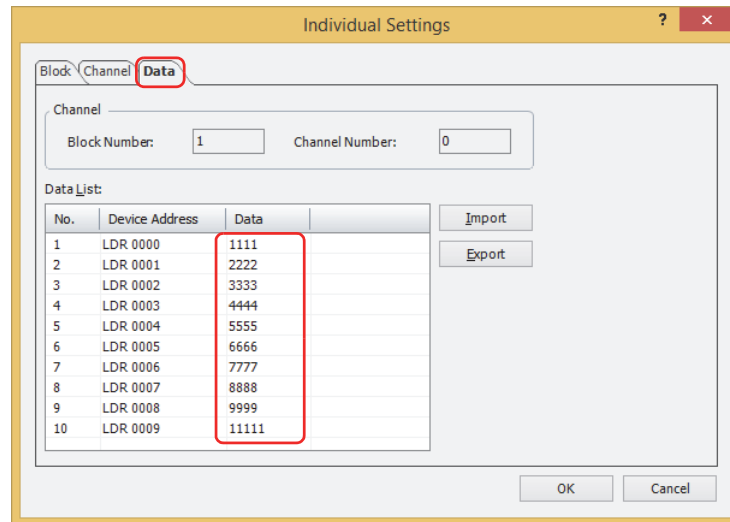 Individual Settings ? ×
Block Channel Data
Channel
Block Number: 1 Channel Number: 0
Data List:
No. Device Address Data
1 LDR 0000 1111
2 LDR 0001 2222
3 LDR 0002 3333
4 LDR 0003 4444
5 LDR 0004 5555
6 LDR 0005 6666
7 LDR 0006 7777
8 LDR 0007 8888
9 LDR 0008 9999
10 LDR 0009 11111
Import
Export
OK Cancel